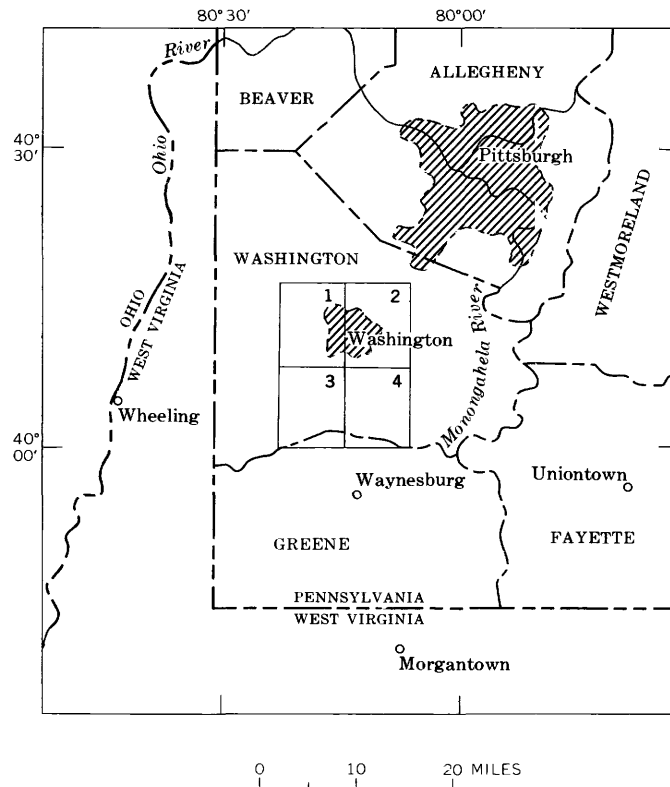 80°30′ 80°00′
River
ALLEGHENY
BEAVER
40°
30′
Pittsburgh
Ohio
WESTMORELAND
WASHINGTON
OHIO
WEST VIRGINIA
1 2
Washington
3 4
Monongahela River
Wheeling
40°
00′
Waynesburg
Uniontown
GREENE
FAYETTE
PENNSYLVANIA
WEST VIRGINIA
Morgantown
0 10 20 MILES